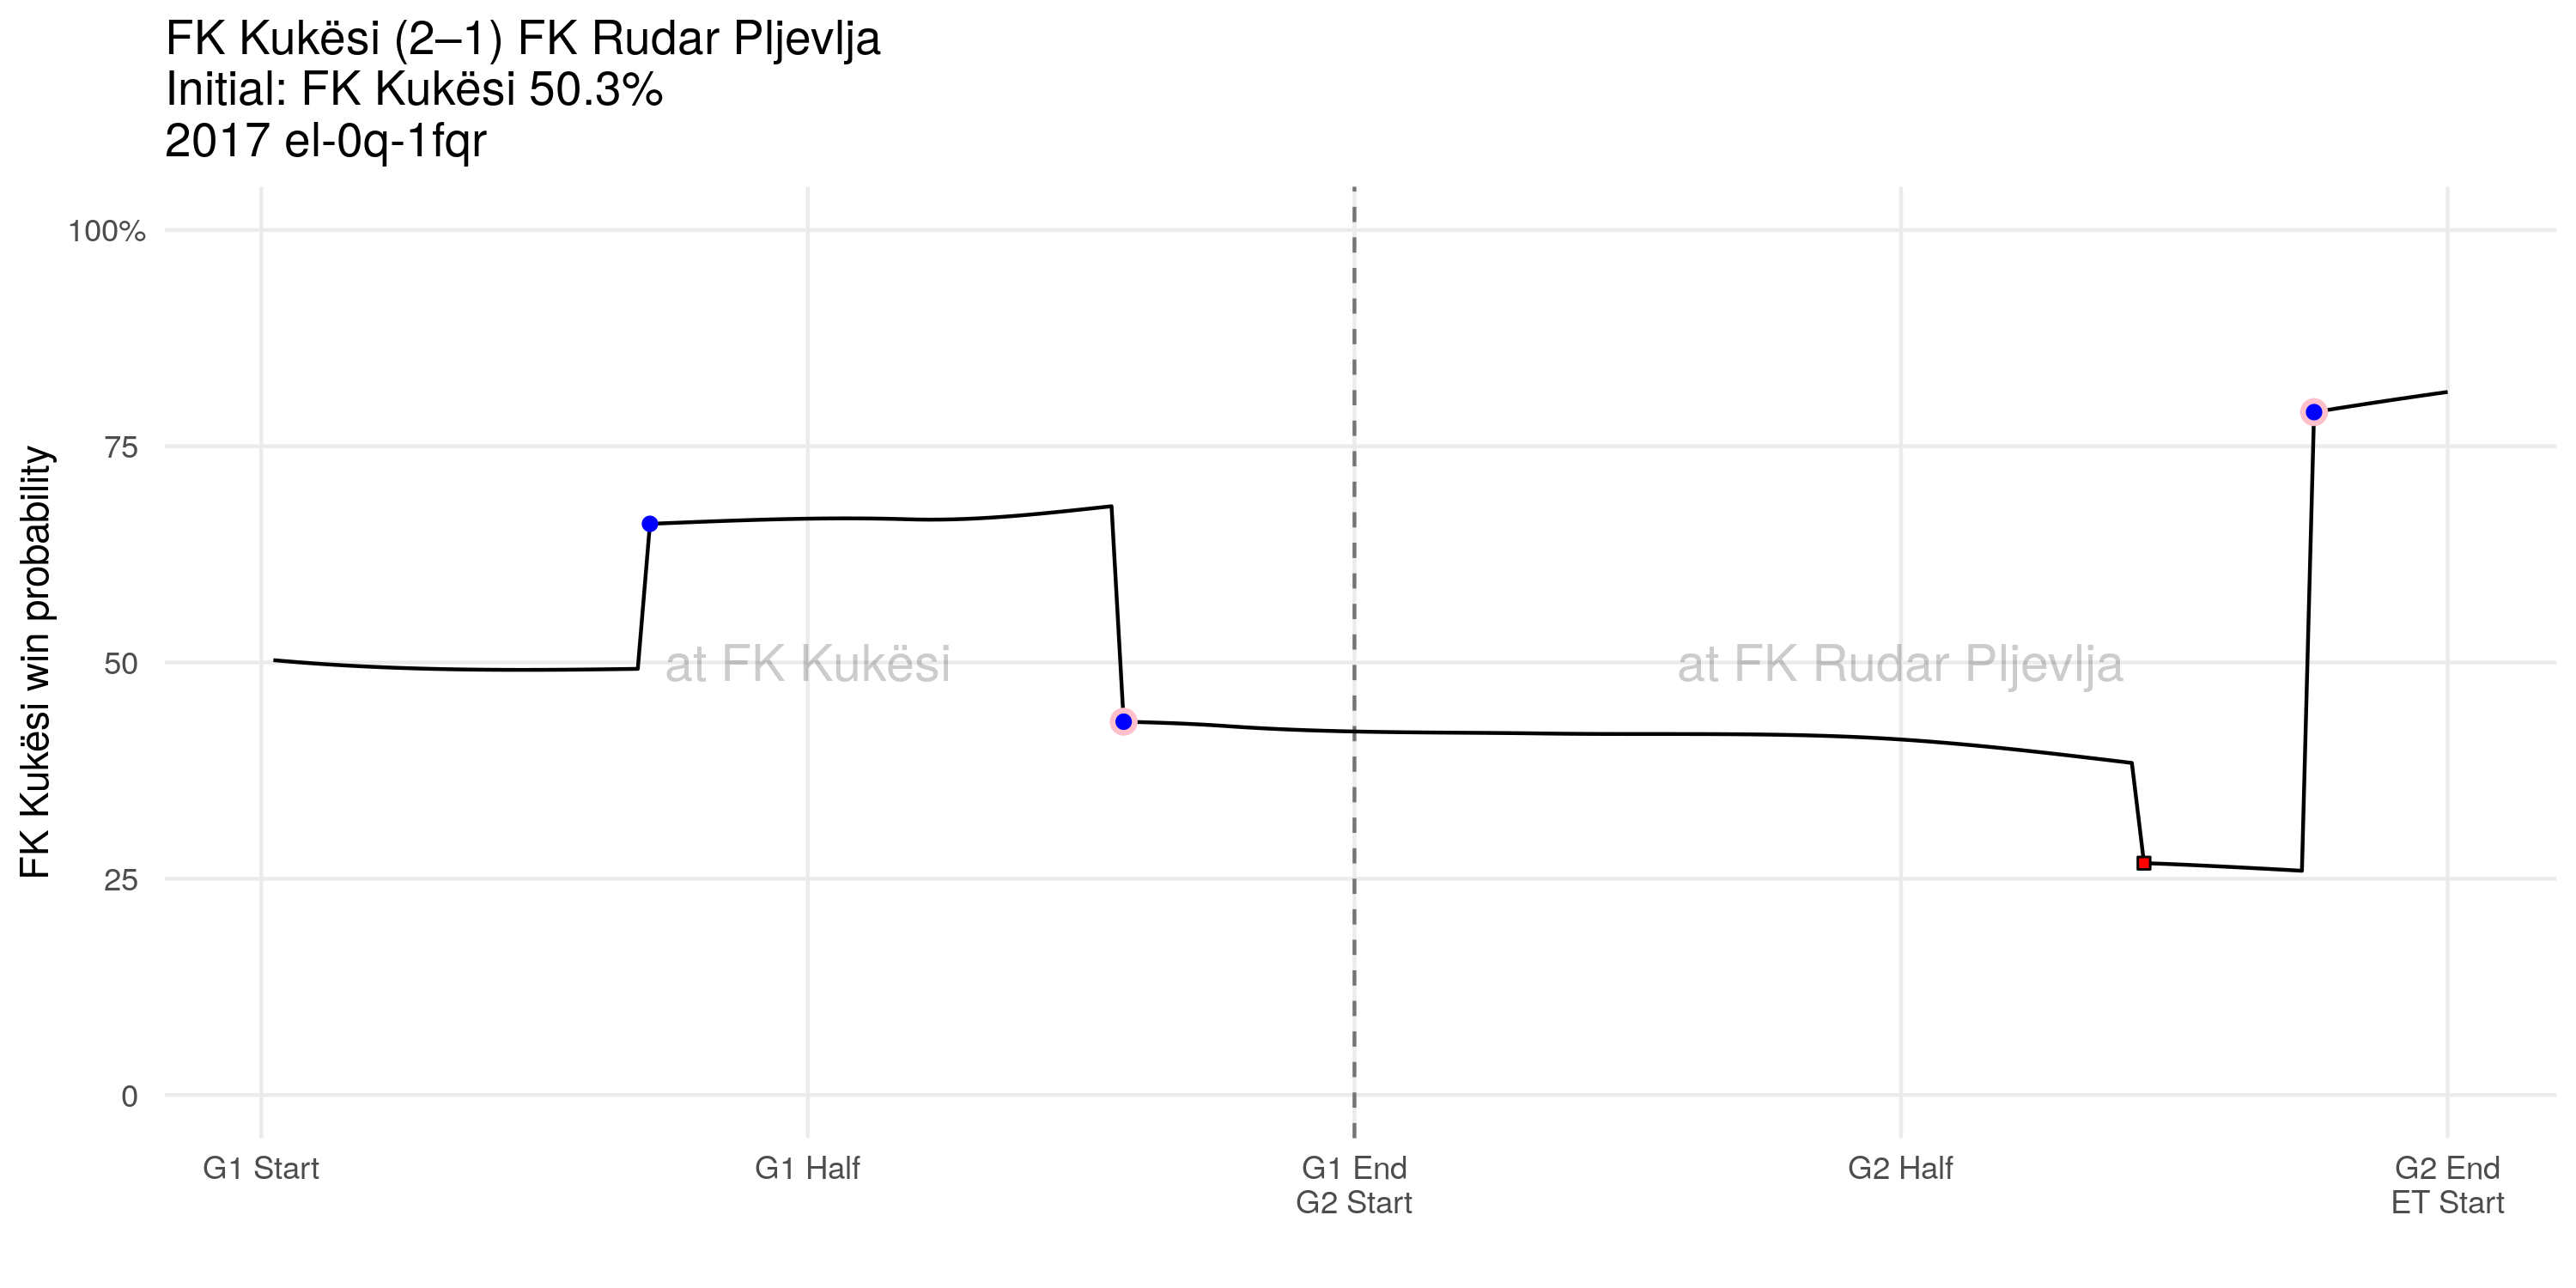 FK Kukësi (2–1) FK Rudar Pljevlja
Initial: FK Kukësi 50.3%
2017 el-0q-1fqr
FK Kukësi win probability
100%
75
50
25
0
at FK Kukësi
at FK Rudar Pljevlja
G1 Start
G1 Half
G1 End
G2 Start
G2 Half
G2 End
ET Start